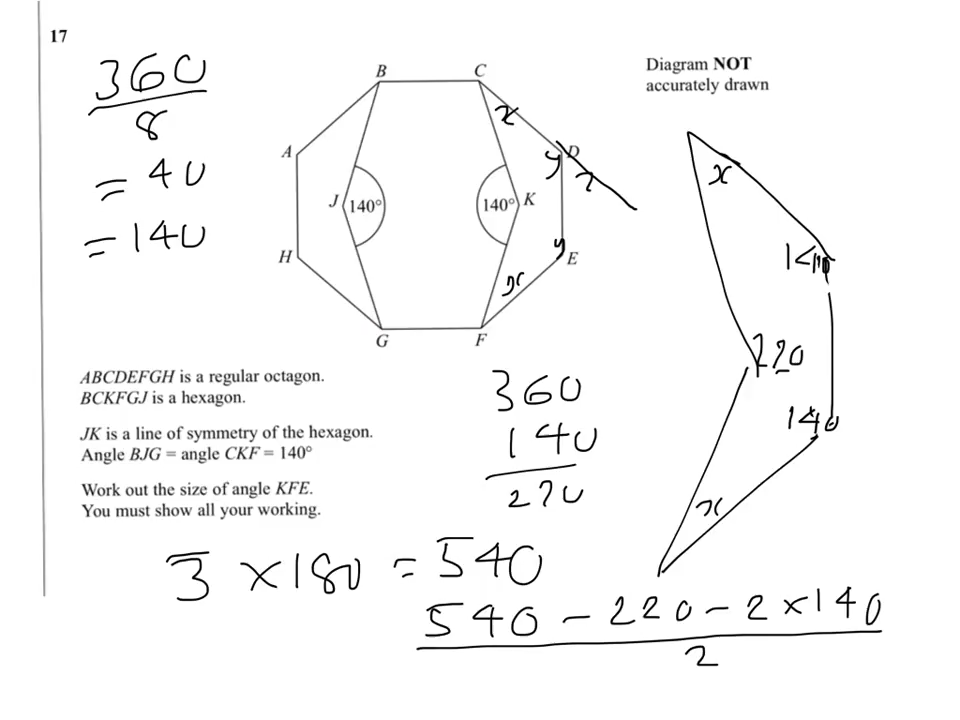 17
360
8
= 40
= 140
B
C
A
D
J
140°
140°
K
H
E
G
F
x
y
y
x
Diagram NOT
accurately drawn
x
140
220
140
x
ABCDEFGH is a regular octagon.
BCKFGJ is a hexagon.
JK is a line of symmetry of the hexagon.
Angle BJG = angle CKF = 140°
Work out the size of angle KFE.
You must show all your working.
360
140
220
3 × 180 = 540
540 - 220 - 2 × 140
2